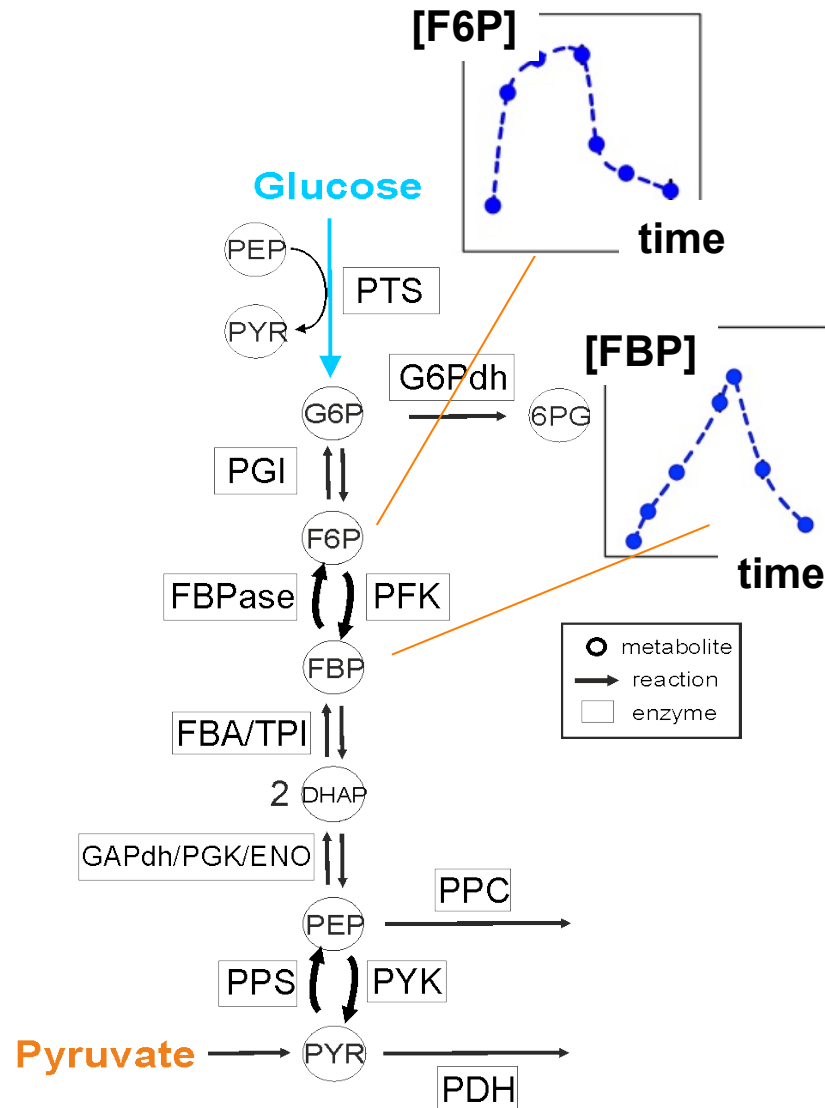 [F6P]
time
Glucose
PEP
PTS
PYR
[FBP]
time
G6Pdh
G6P
6PG
PGI
F6P
FBPase
PFK
metabolite
reaction
enzyme
FBP
FBA/TPI
2 DHAP
GAPdh/PGK/ENO
PPC
PEP
PPS
PYK
Pyruvate
PYR
PDH